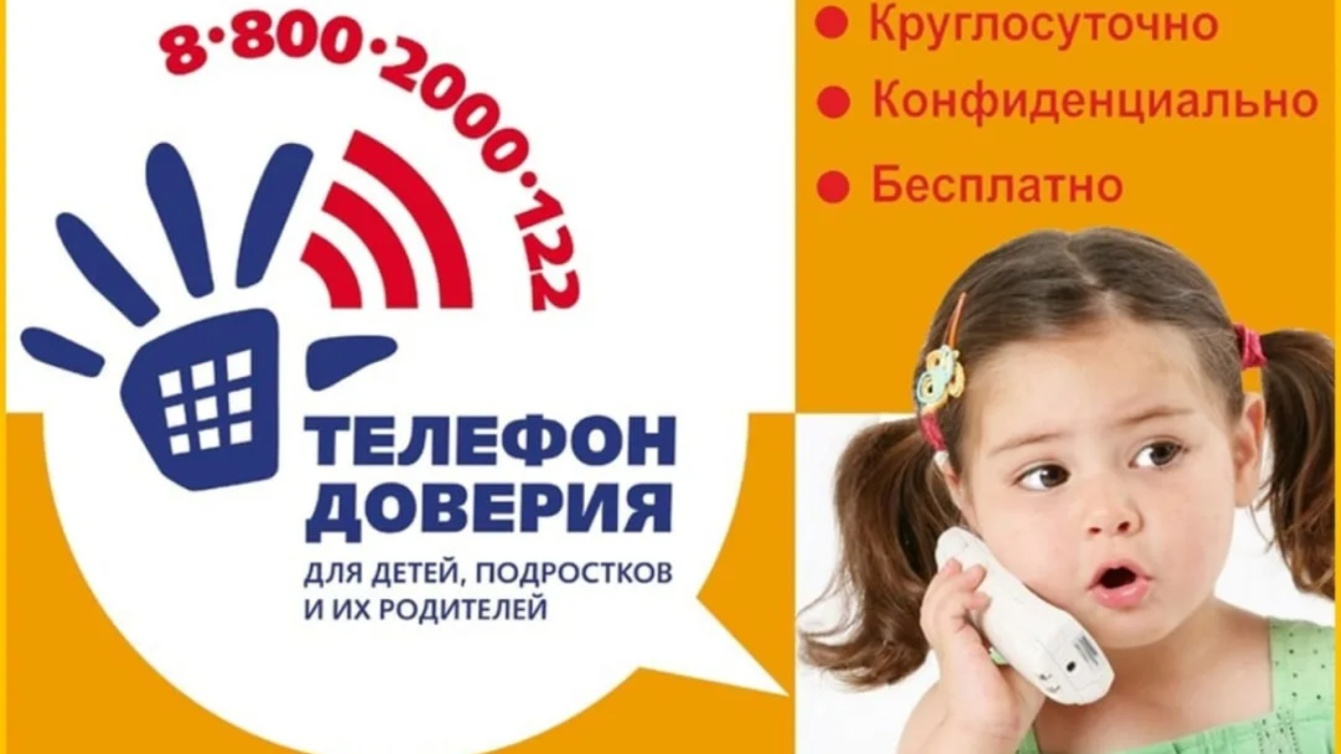 8·800·2000·122
ТЕЛЕФОН
ДОВЕРИЯ
ДЛЯ ДЕТЕЙ, ПОДРОСТКОВ
И ИХ РОДИТЕЛЕЙ
Круглосуточно
Конфиденциально
Бесплатно